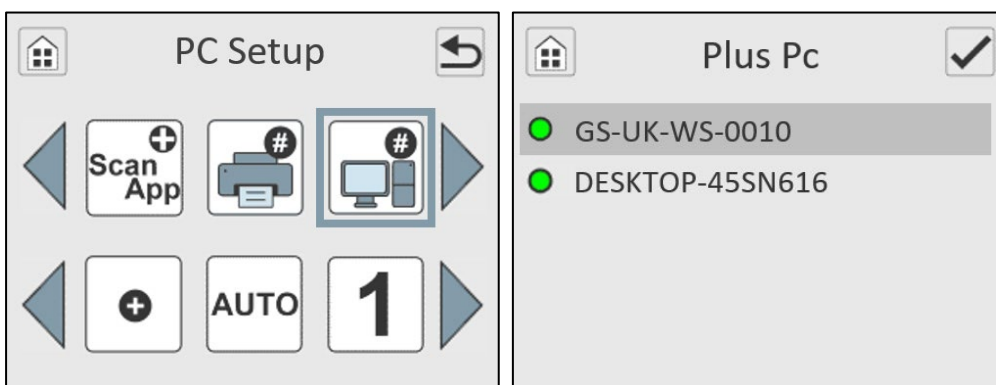 PC Setup
Scan
App
#
#
AUTO
1
Plus Pc
GS-UK-WS-0010
DESKTOP-45SN616